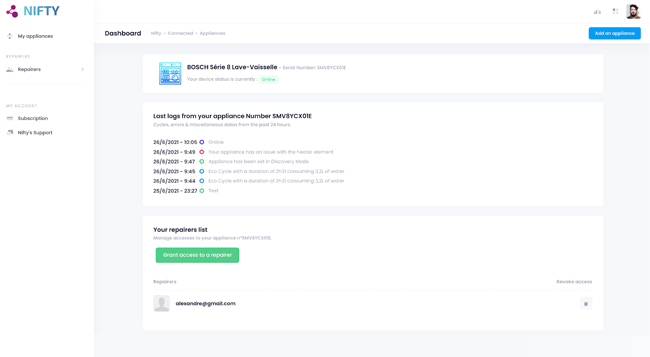 NIFTY
My appliances
REPAIRERS
Repairers
MY ACCOUNT
Subscription
Nifty's Support
Dashboard
Nifty - Connected - Appliances
Add an appliance
BOSCH Série 8 Lave-Vaisselle - Serial Number: SMV8YCX01E
Your device status is currently : Online
Last logs from your appliance Number SMV8YCX01E
Cycles, errors & miscellaneous datas from the past 24 hours
26/6/2021 - 10:05 Online
26/6/2021 - 9:49 Your appliance has an issue with the heater element
26/6/2021 - 9:47 Appliance has been set in Discovery Mode
26/6/2021 - 9:45 Eco Cycle with a duration of 2h21 consuming 3,2L of water
26/6/2021 - 9:44 Eco Cycle with a duration of 2h21 consuming 3,2L of water
25/6/2021 - 23:27 Test
Your repairers list
Manage accesses to your appliance n°SMV8YCX01E.
Grant access to a repairer
Repairers Revoke access
alexandre@gmail.com